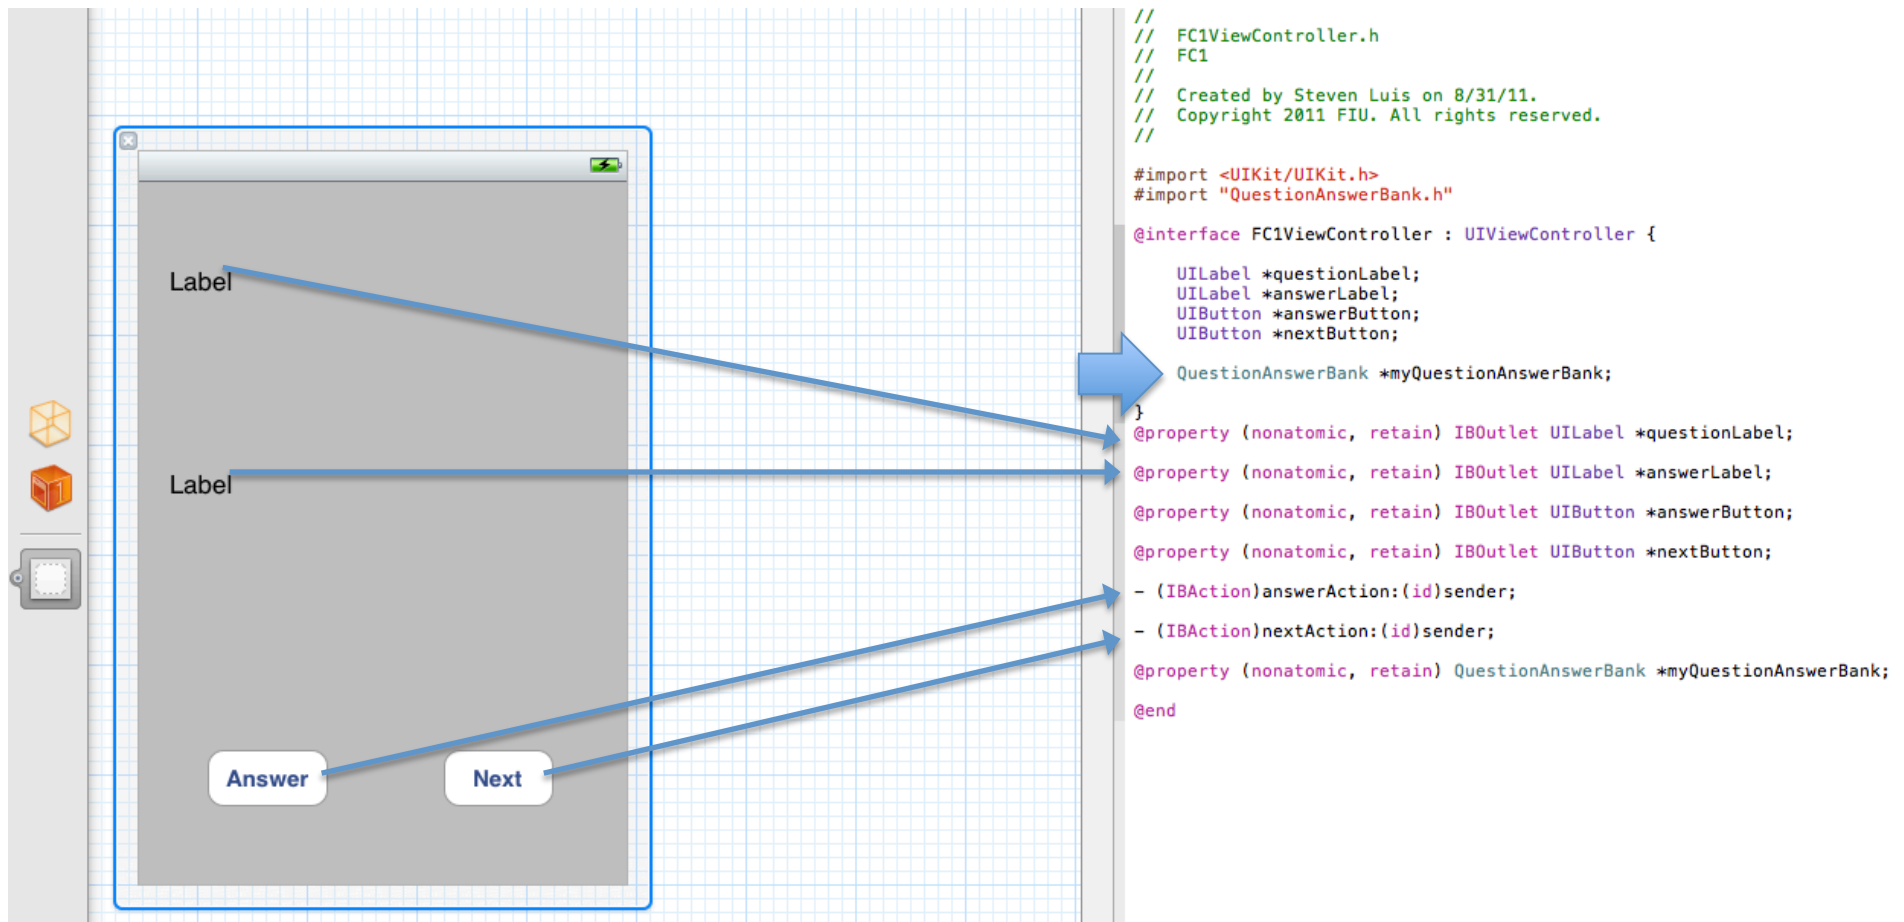 Label
Label
Answer
Next
//
//  FC1ViewController.h
//  FC1
//
//  Created by Steven Luis on 8/31/11.
//  Copyright 2011 FIU. All rights reserved.
//
#import <UIKit/UIKit.h>
#import "QuestionAnswerBank.h"
@interface FC1ViewController : UIViewController {
UILabel *questionLabel;
UILabel *answerLabel;
UIButton *answerButton;
UIButton *nextButton;
QuestionAnswerBank *myQuestionAnswerBank;
}
@property (nonatomic, retain) IBOutlet UILabel *questionLabel;
@property (nonatomic, retain) IBOutlet UILabel *answerLabel;
@property (nonatomic, retain) IBOutlet UIButton *answerButton;
@property (nonatomic, retain) IBOutlet UIButton *nextButton;
- (IBAction)answerAction:(id)sender;
- (IBAction)nextAction:(id)sender;
@property (nonatomic, retain) QuestionAnswerBank *myQuestionAnswerBank;
@end